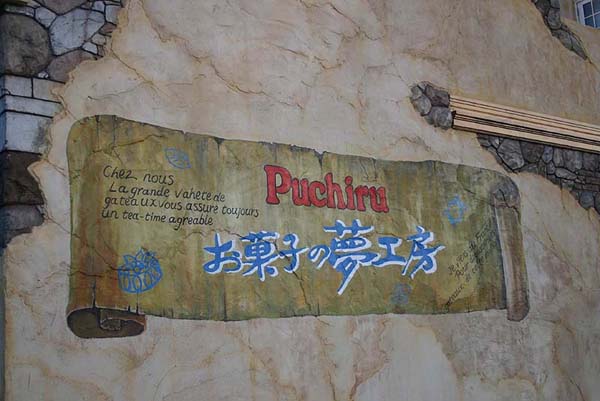 Chez nous
La grande vahete de
gateaux vous assure toujours
un tea-time agreable
Puchiru
お菓子の夢工房